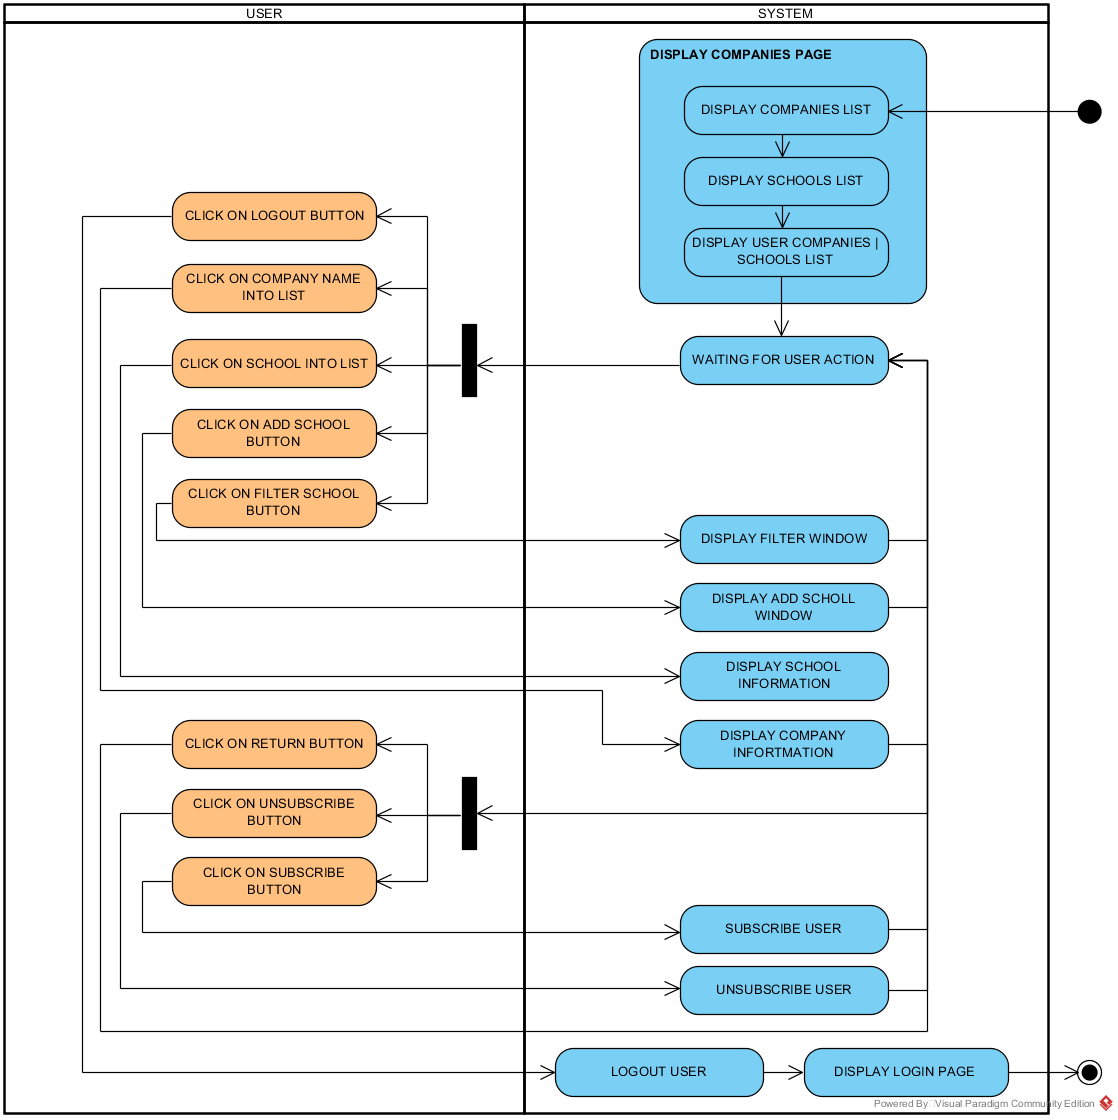 USER
SYSTEM
DISPLAY COMPANIES PAGE
DISPLAY COMPANIES LIST
DISPLAY SCHOOLS LIST
DISPLAY USER COMPANIES |
SCHOOLS LIST
CLICK ON LOGOUT BUTTON
CLICK ON COMPANY NAME
INTO LIST
CLICK ON SCHOOL INTO LIST
WAITING FOR USER ACTION
CLICK ON ADD SCHOOL
BUTTON
CLICK ON FILTER SCHOOL
BUTTON
DISPLAY FILTER WINDOW
DISPLAY ADD SCHOLL
WINDOW
DISPLAY SCHOOL
INFORMATION
DISPLAY COMPANY
INFORTMATION
CLICK ON RETURN BUTTON
CLICK ON UNSUBSCRIBE
BUTTON
CLICK ON SUBSCRIBE
BUTTON
SUBSCRIBE USER
UNSUBSCRIBE USER
LOGOUT USER
DISPLAY LOGIN PAGE
Powered By Visual Paradigm Community Edition